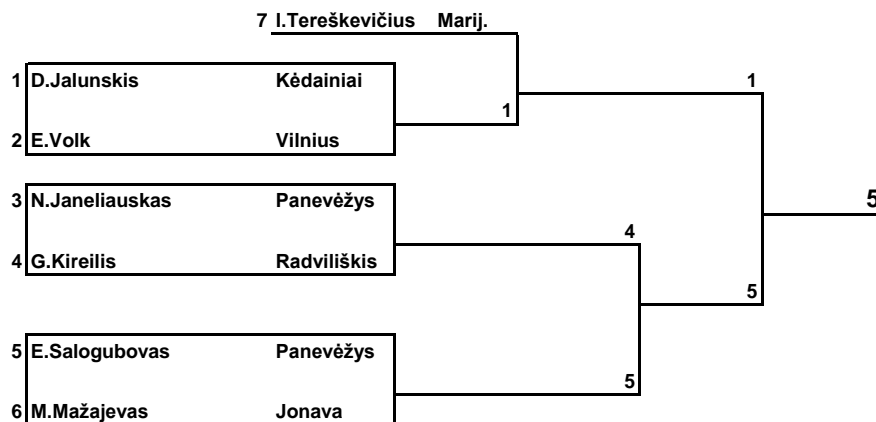 7 I.Tereškevičius Marij.
1 D.Jalunskis Kėdainiai 1
1
2 E.Volk Vilnius
3 N.Janeliauskas Panevėžys 5
4
4 G.Kireilis Radviliškis
5
5 E.Salogubovas Panevėžys
5
6 M.Mažajevas Jonava